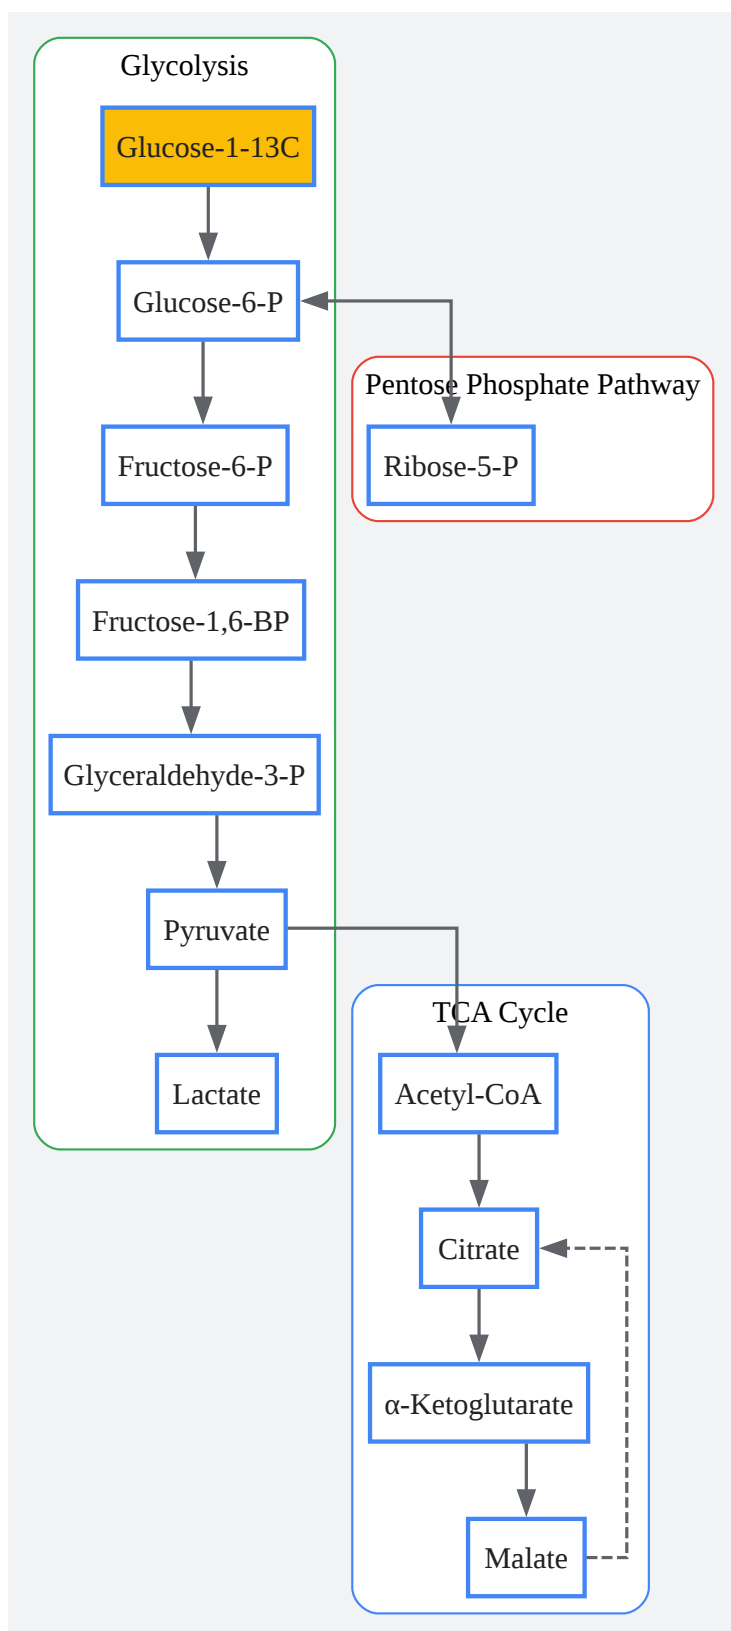 Glycolysis
Glucose-1-13C
Glucose-6-P
Pentose Phosphate Pathway
Fructose-6-P
Ribose-5-P
Fructose-1,6-BP
Glyceraldehyde-3-P
Pyruvate
TCA Cycle
Lactate
Acetyl-CoA
Citrate
α-Ketoglutarate
Malate